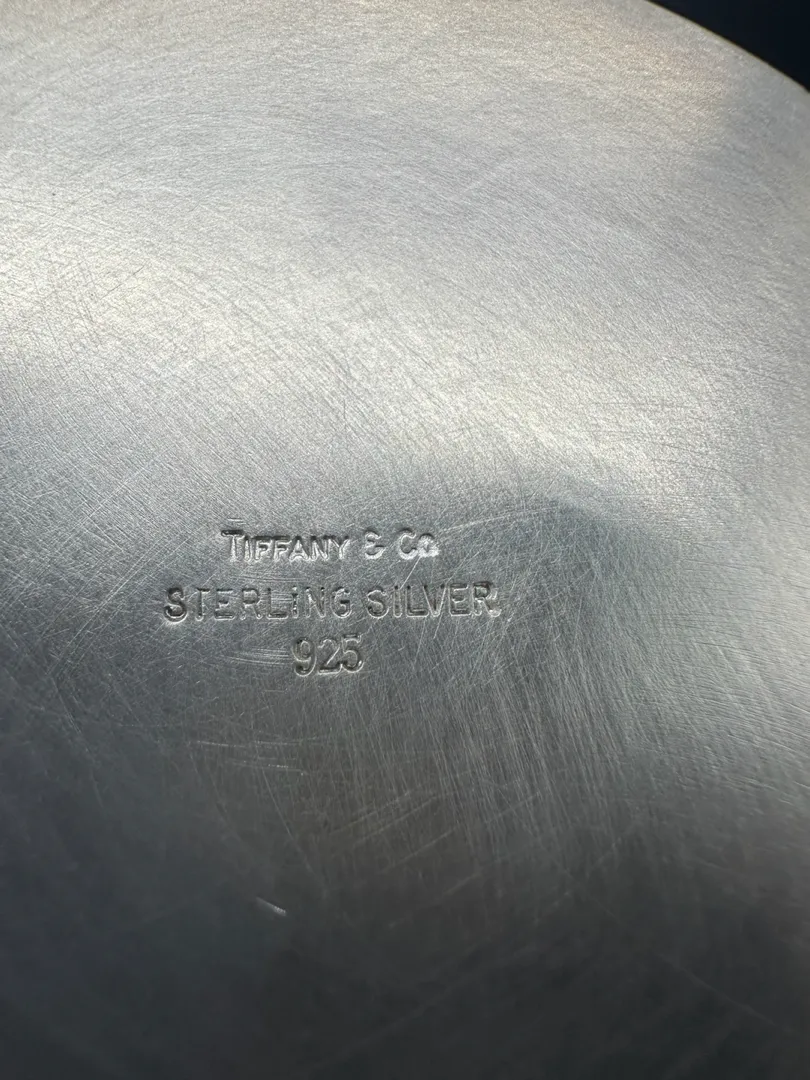 TIFFANY & Co
STERLING SILVER
925